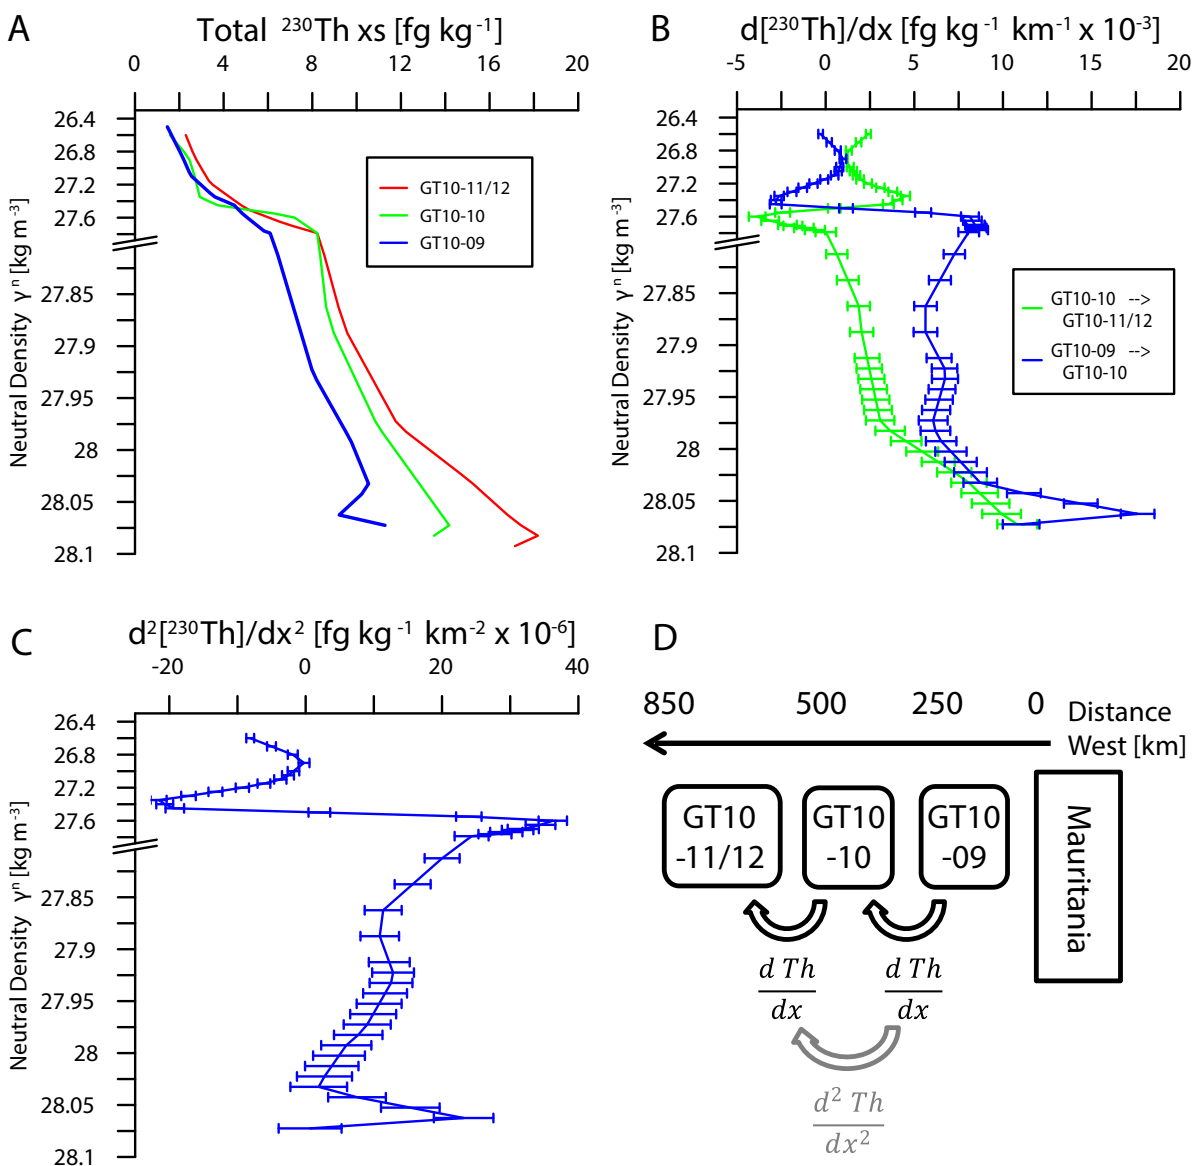 A
Total ²³⁰Th xs [fg kg⁻¹]
0 4 8 12 16 20
Neutral Density γⁿ [kg m⁻³]
26.4
26.8
27.2
27.6
27.85
27.9
27.95
28
28.05
28.1
GT10-11/12
GT10-10
GT10-09
B
d[²³⁰Th]/dx [fg kg⁻¹ km⁻¹ x 10⁻³]
-5 0 5 10 15 20
Neutral Density γⁿ [kg m⁻³]
26.4
26.8
27.2
27.6
27.85
27.9
27.95
28
28.05
28.1
GT10-10 -->
GT10-11/12
GT10-09 -->
GT10-10
C
d²[²³⁰Th]/dx² [fg kg⁻¹ km⁻² x 10⁻⁶]
-20 0 20 40
Neutral Density γⁿ [kg m⁻³]
26.4
26.8
27.2
27.6
27.85
27.9
27.95
28
28.05
28.1
D
850 500 250 0 Distance
West [km]
GT10
-11/12
GT10
-10
GT10
-09
Mauritania
d Th
dx
d Th
dx
d² Th
dx²